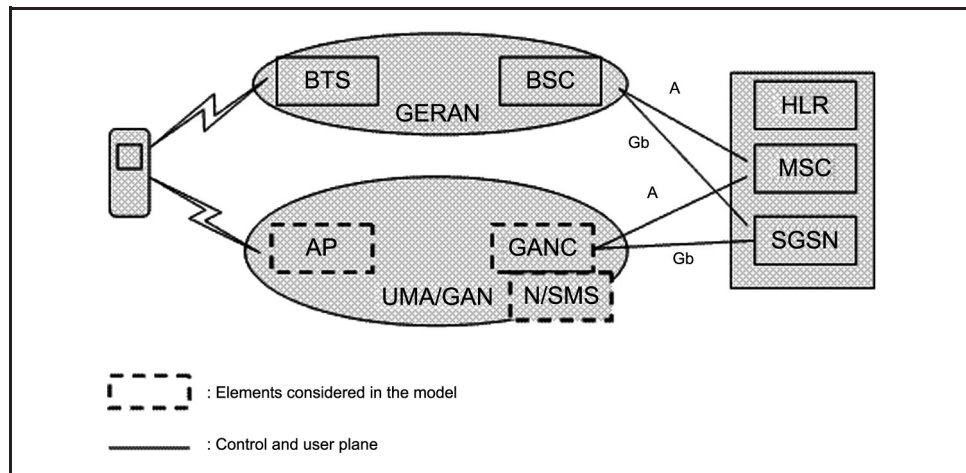 BTS
BSC
GERAN
A
Gb
HLR
MSC
SGSN
A
Gb
AP
GANC
UMA/GAN
N/SMS
: Elements considered in the model
: Control and user plane